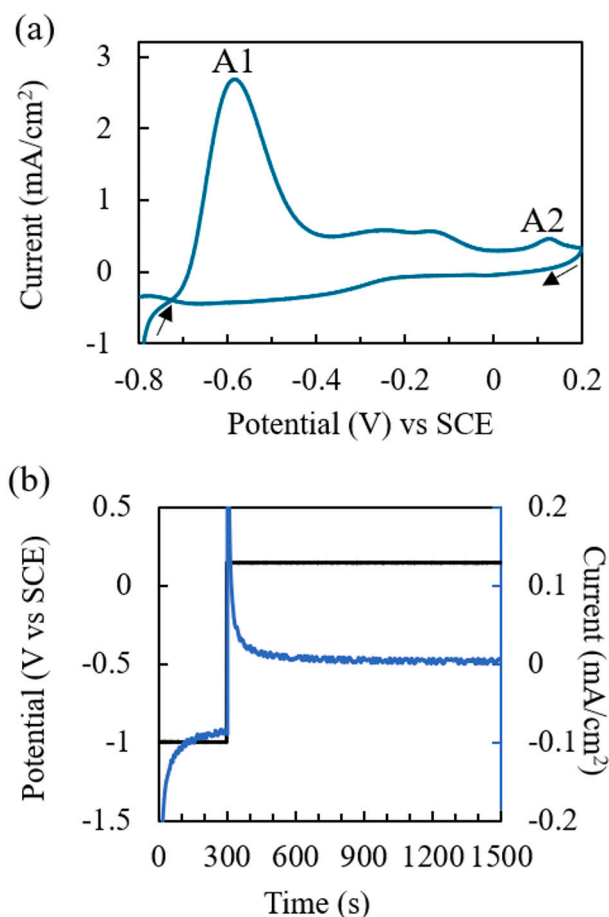 (a)
3
2
1
0
-1
Current (mA/cm²)
A1
A2
-0.8 -0.6 -0.4 -0.2 0 0.2
Potential (V) vs SCE
(b)
0.5
0
-0.5
-1
-1.5
Potential (V vs SCE)
0.2
0.1
0
-0.1
-0.2
Current (mA/cm²)
0 300 600 900 1200 1500
Time (s)